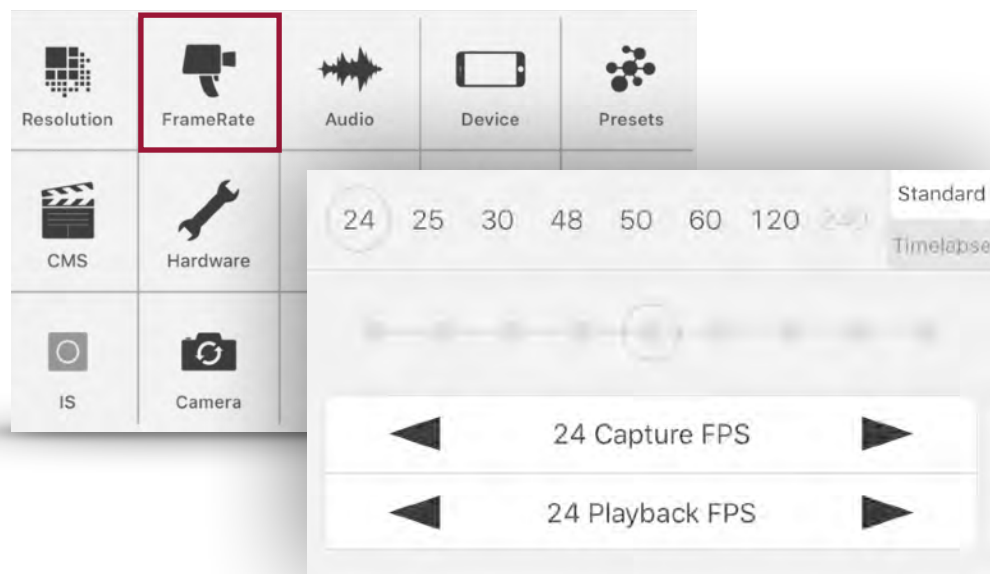 Resolution FrameRate Audio Device Presets
CMS Hardware
IS Camera
24 25 30 48 50 60 120 240
Standard
Timelapse
24 Capture FPS
24 Playback FPS